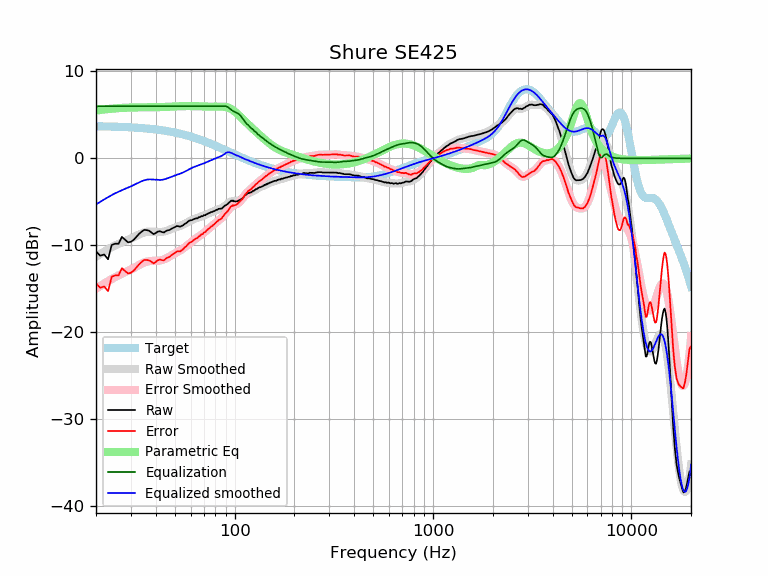 Shure SE425
10
0
−10
−20
−30
−40
Amplitude (dBr)
Target
Raw Smoothed
Error Smoothed
Raw
Error
Parametric Eq
Equalization
Equalized smoothed
100
1000
10000
Frequency (Hz)